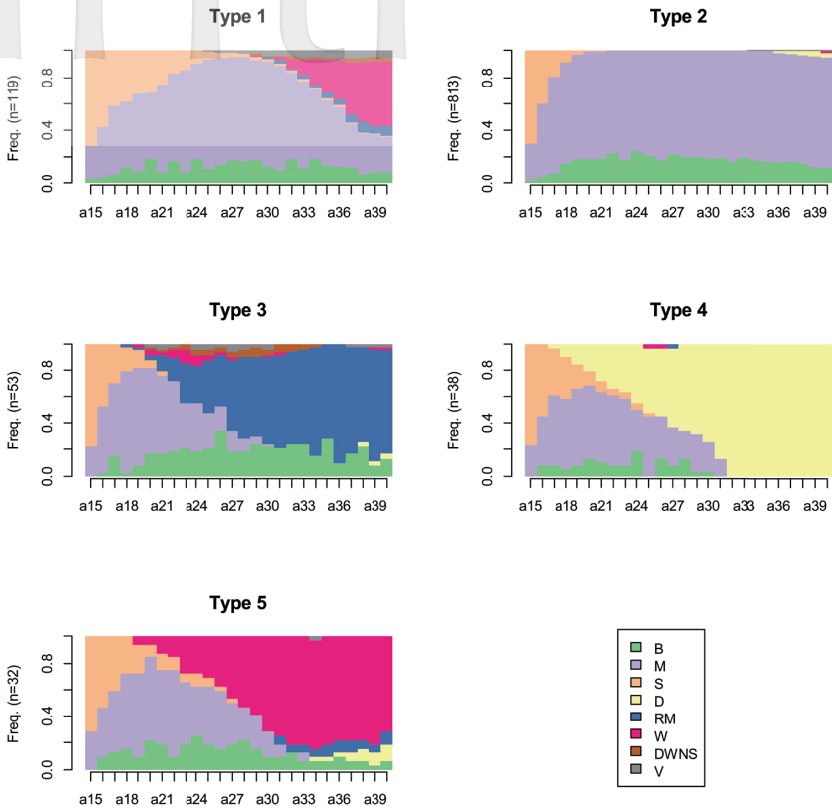 Type 1
Type 2
Freq. (n=119)
0.0 0.4 0.8
a15 a18 a21 a24 a27 a30 a33 a36 a39
Freq. (n=813)
0.0 0.4 0.8
a15 a18 a21 a24 a27 a30 a33 a36 a39
Type 3
Type 4
Freq. (n=53)
0.0 0.4 0.8
a15 a18 a21 a24 a27 a30 a33 a36 a39
Freq. (n=38)
0.0 0.4 0.8
a15 a18 a21 a24 a27 a30 a33 a36 a39
Type 5
Freq. (n=32)
0.0 0.4 0.8
a15 a18 a21 a24 a27 a30 a33 a36 a39
B
M
S
D
RM
W
DWNS
V